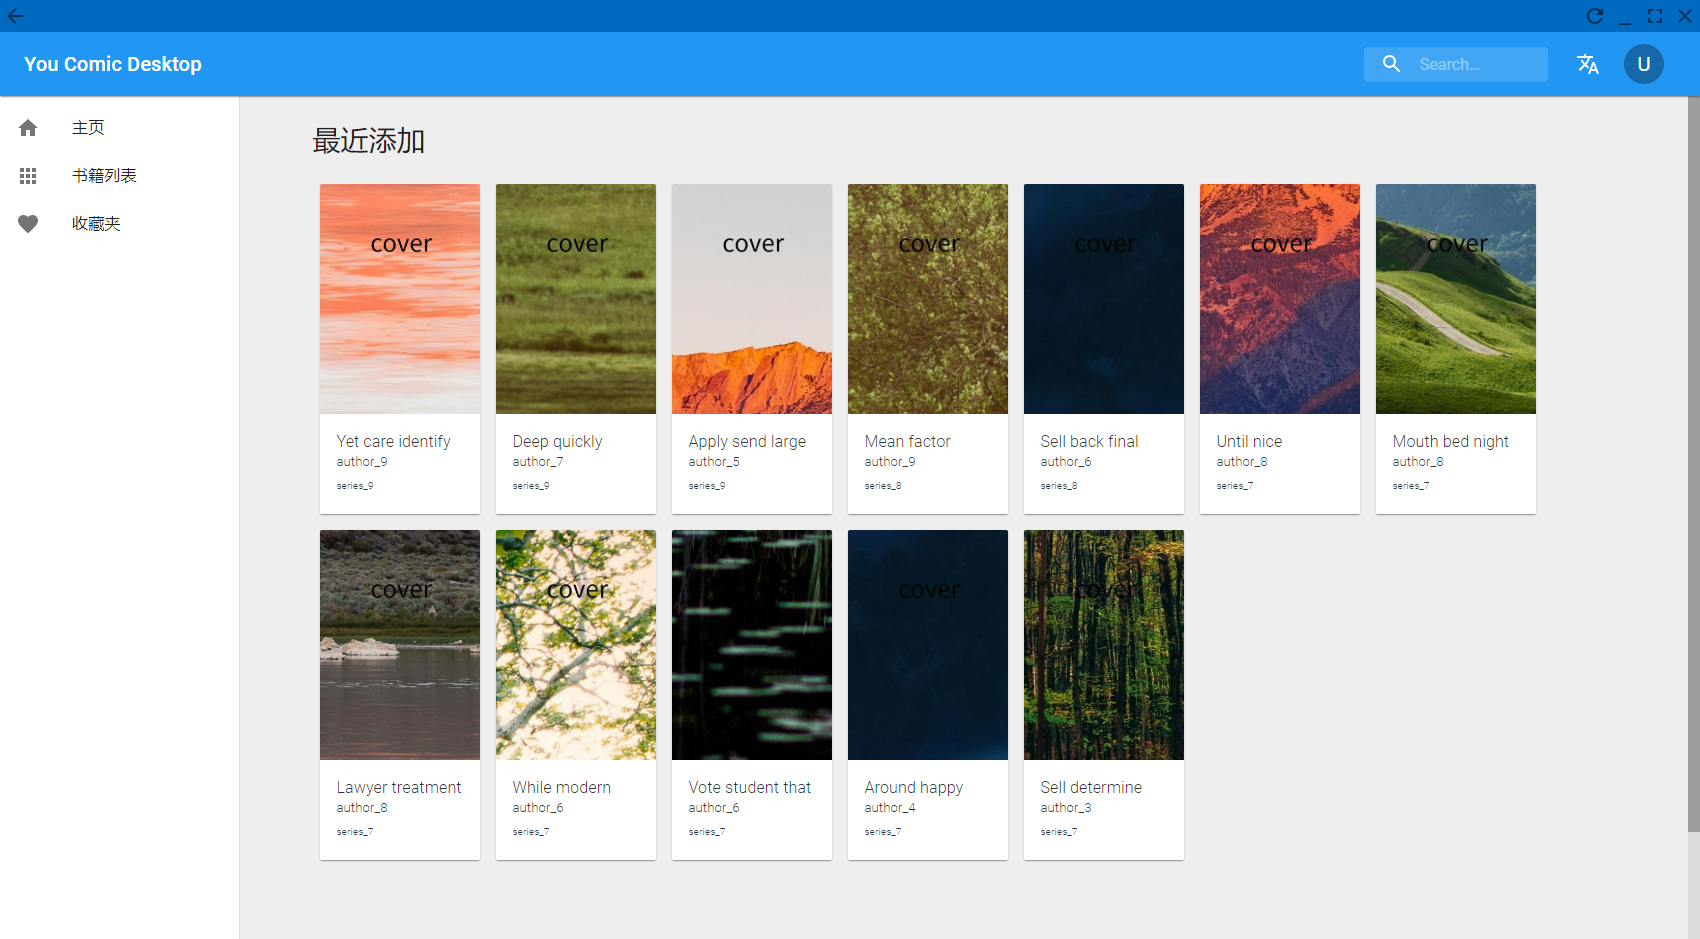 You Comic Desktop
Search...
U
主页
书籍列表
收藏夹
最近添加
cover
cover
cover
cover
cover
cover
cover
Yet care identify
author_9
series_9
Deep quickly
author_7
series_9
Apply send large
author_5
series_9
Mean factor
author_9
series_8
Sell back final
author_6
series_8
Until nice
author_8
series_7
Mouth bed night
author_8
series_7
cover
cover
cover
cover
Lawyer treatment
author_8
series_7
While modern
author_6
series_7
Vote student that
author_6
series_7
Around happy
author_4
series_7
Sell determine
author_3
series_7